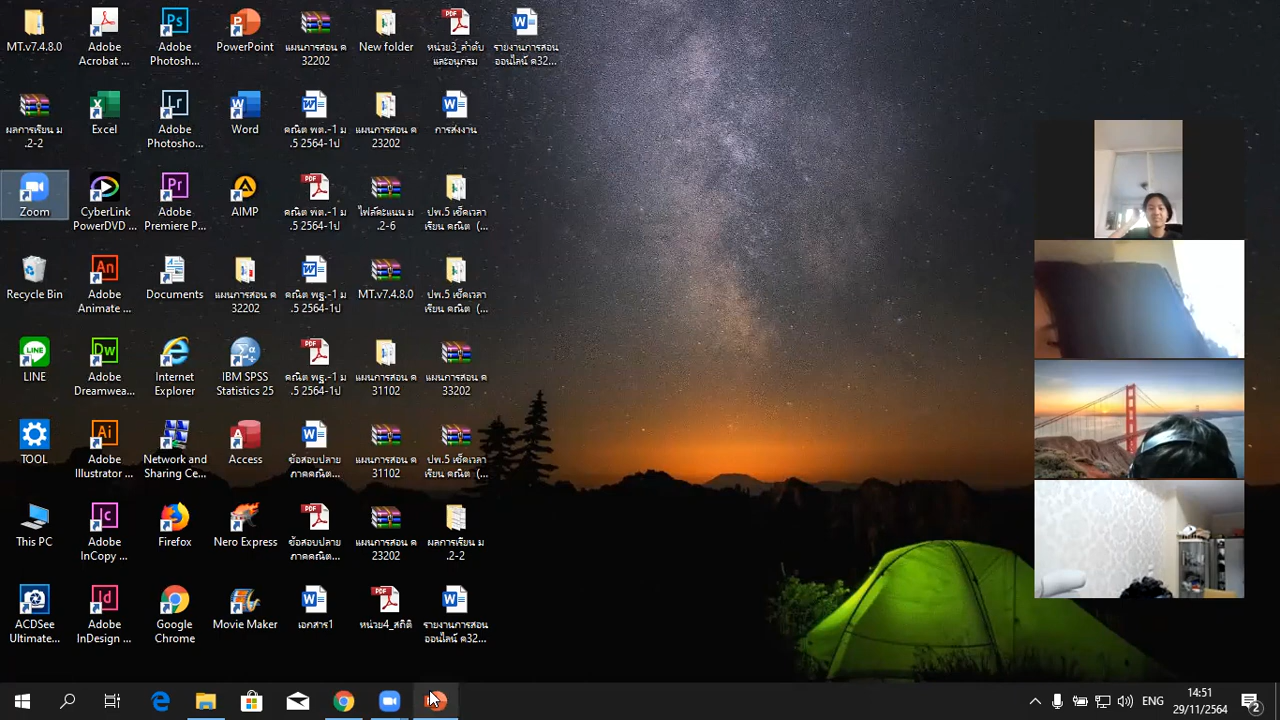 MT.v7.4.8.0
Adobe
Acrobat ...
Adobe
Photosh...
PowerPoint
แผนการสอน ค
32202
New folder
หน่วย3_ลำดับ
และอนุกรม
รายงานการสอน
ออนไลน์ ค32...
ผลการเรียน ม
.2-2
Excel
Adobe
Photosho...
Word
คณิต พต.-1 ม
.5 2564-1ป
แผนการสอน ค
23202
การส่งงาน
Zoom
CyberLink
PowerDVD ...
Adobe
Premiere P...
AIMP
คณิต พต.-1 ม
.5 2564-1ป
ไฟล์คะแนน ม
.2-6
ปพ.5 เช็คเวลา
เรียน คณิต (...
Recycle Bin
Adobe
Animate ...
Documents
แผนการสอน ค
32202
คณิต พฐ.-1 ม
.5 2564-1ป
MT.v7.4.8.0
ปพ.5 เช็คเวลา
เรียน คณิต (...
LINE
Adobe
Dreamwea...
Internet
Explorer
IBM SPSS
Statistics 25
คณิต พฐ.-1 ม
.5 2564-1ป
แผนการสอน ค
31102
แผนการสอน ค
33202
TOOL
Adobe
Illustrator ...
Network and
Sharing Ce...
Access
ข้อสอบปลาย
ภาคคณิต...
แผนการสอน ค
31102
ปพ.5 เช็คเวลา
เรียน คณิต (...
This PC
Adobe
InCopy ...
Firefox
Nero Express
ข้อสอบปลาย
ภาคคณิต...
แผนการสอน ค
23202
ผลการเรียน ม
.2-2
ACDSee
Ultimate...
Adobe
InDesign ...
Google
Chrome
Movie Maker
เอกสาร1
หน่วย4_สถิติ
รายงานการสอน
ออนไลน์ ค32...
ENG
14:51
29/11/2564
2